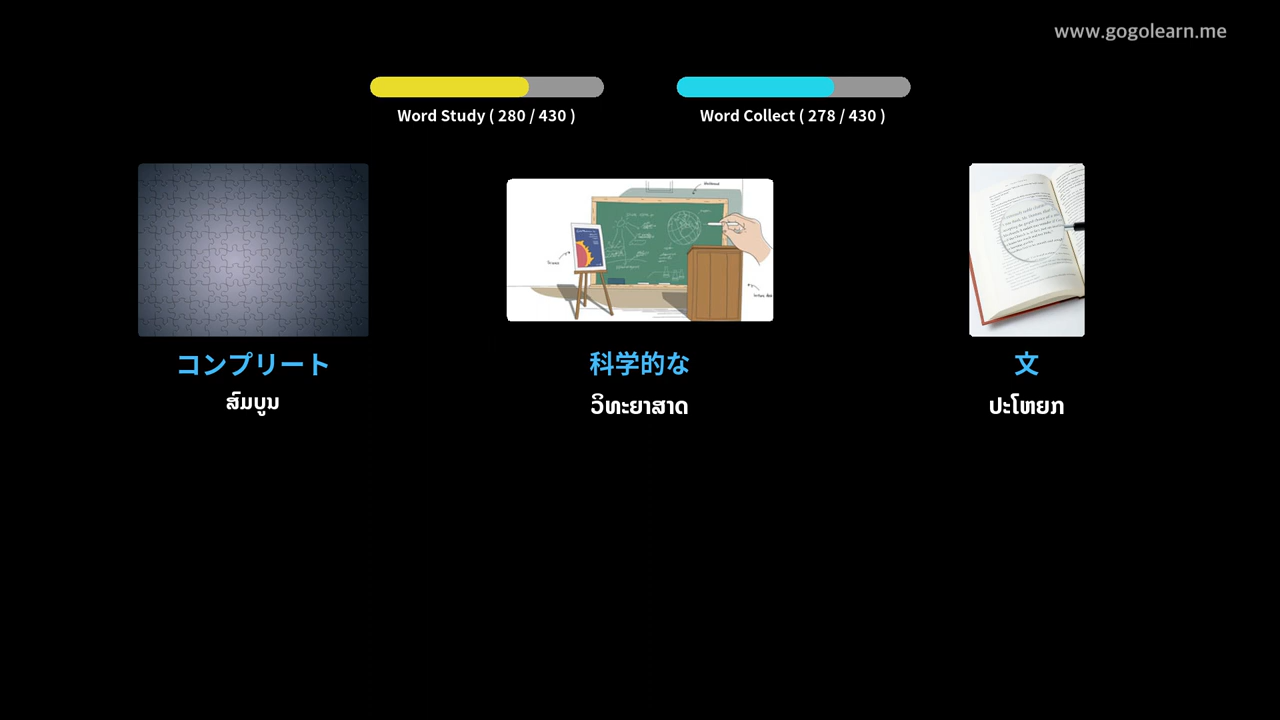 www.gogolearn.me
Word Study ( 280 / 430 )
Word Collect ( 278 / 430 )
コンプリート
科学的な
文
ສົມບູນ
ວິທະຍາສາດ
ປະໂຫຍກ